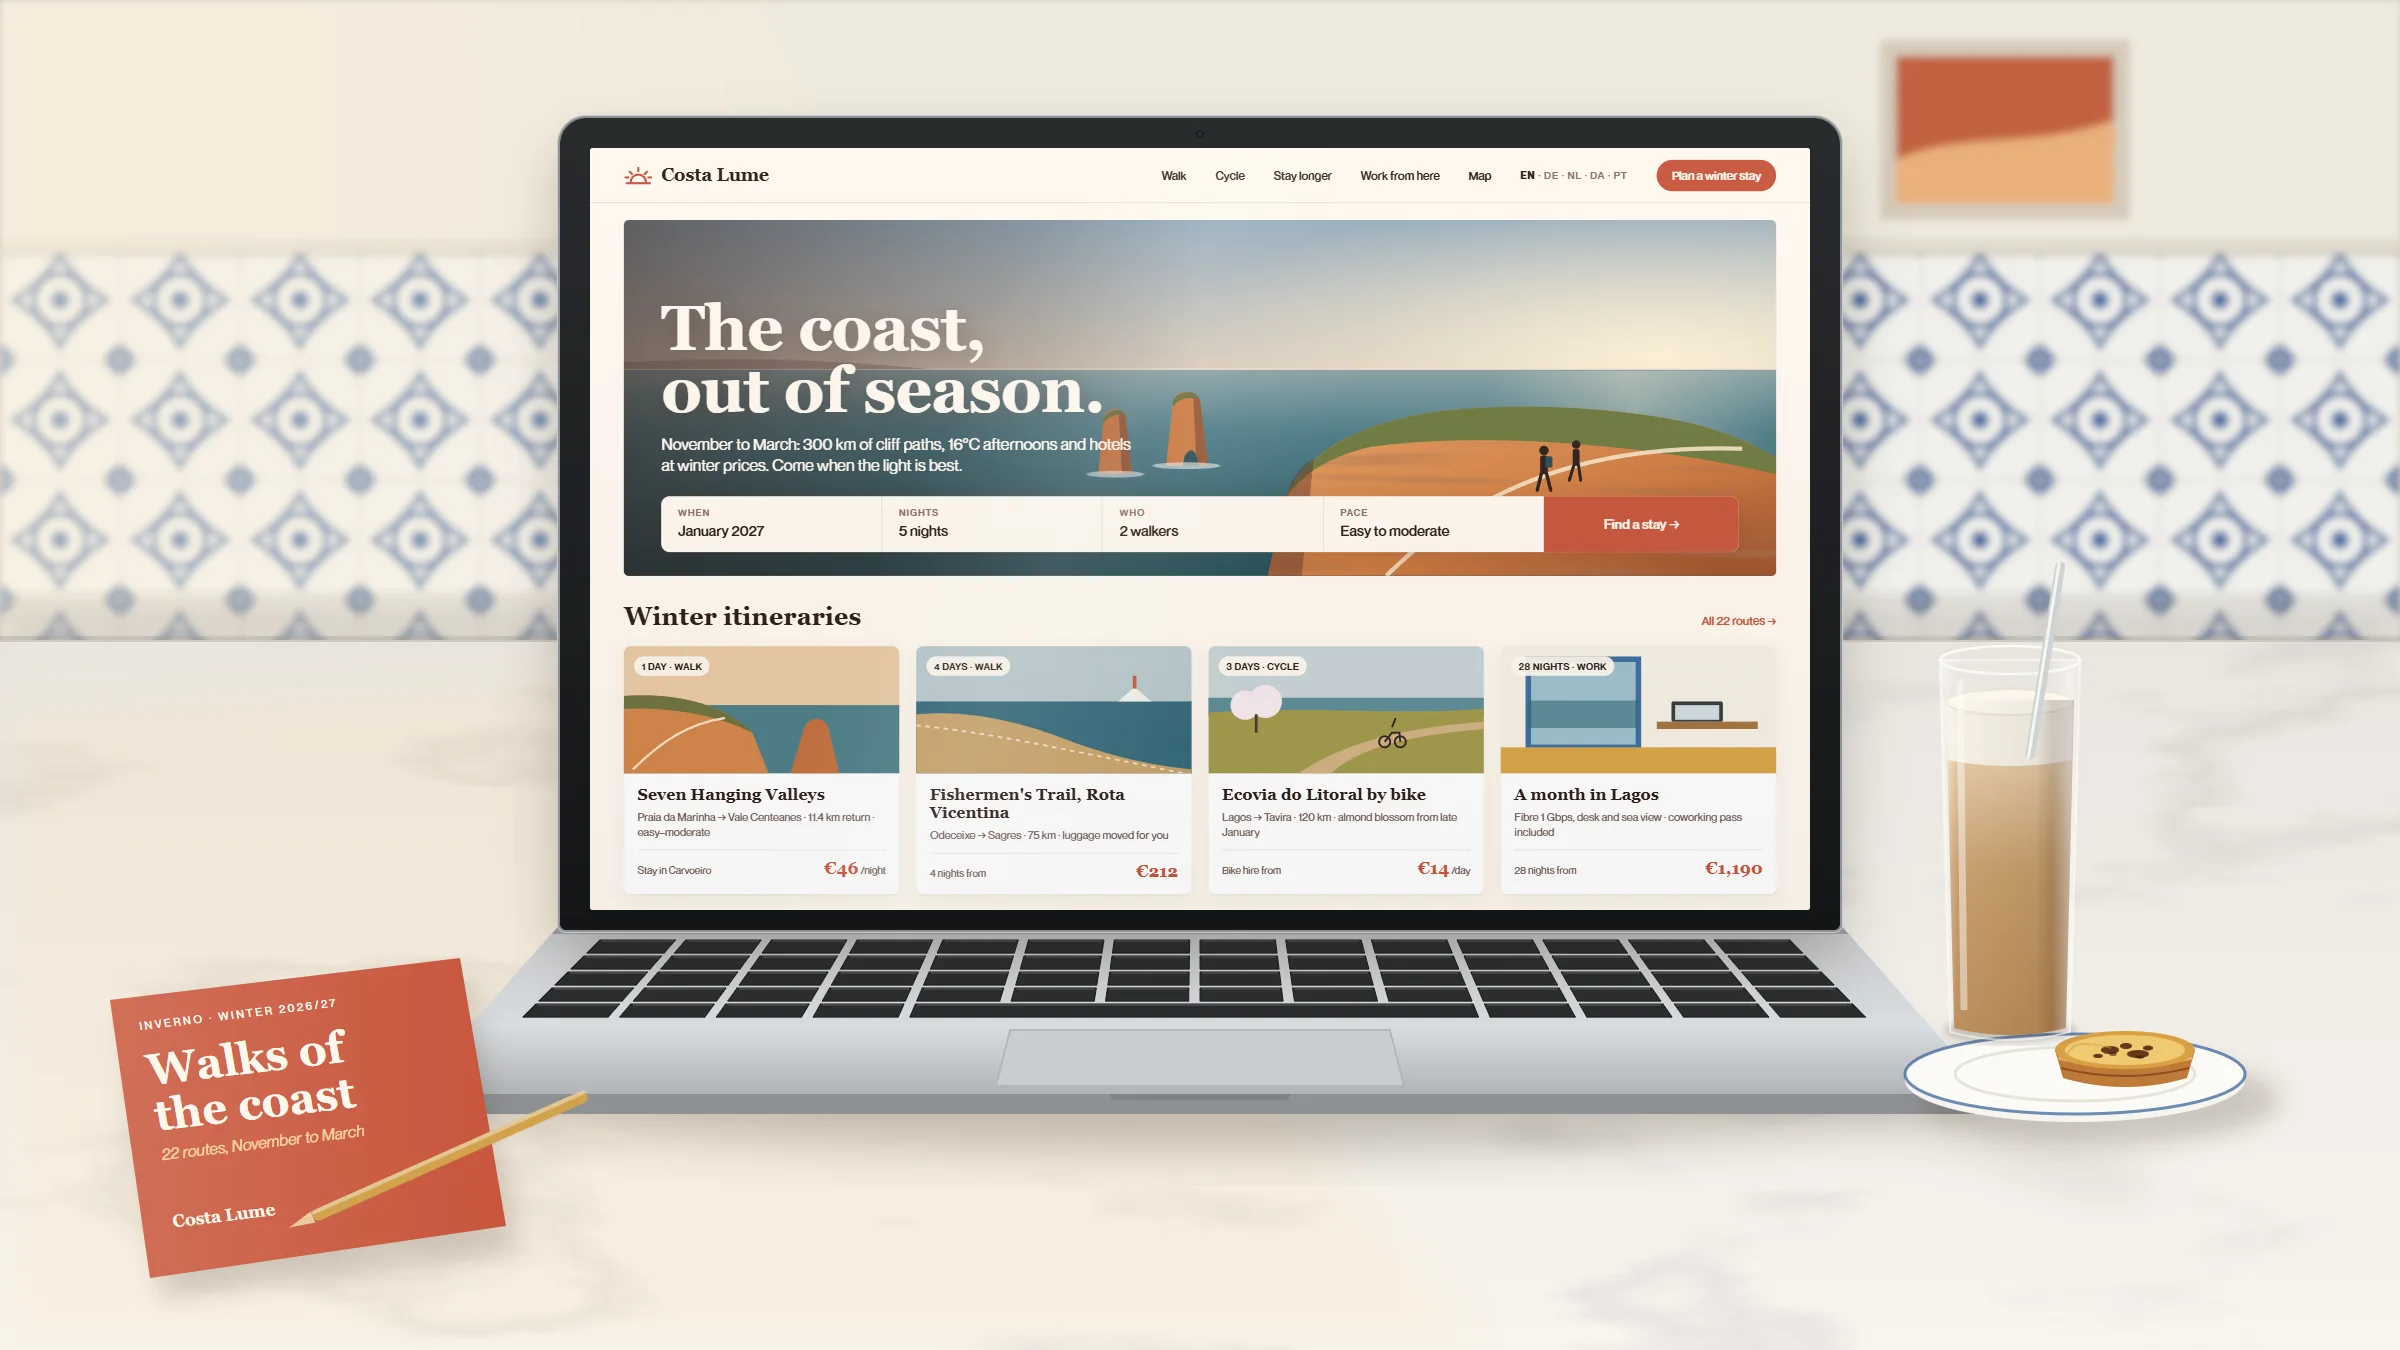 Costa Lume
Walk
Cycle
Stay longer
Work from here
Map
EN · DE · NL · DA · PT
Plan a winter stay
The coast,
out of season.
November to March: 300 km of cliff paths, 16°C afternoons and hotels
at winter prices. Come when the light is best.
WHEN
January 2027
NIGHTS
5 nights
WHO
2 walkers
PACE
Easy to moderate
Find a stay →
Winter itineraries
All 22 routes →
1 DAY · WALK
Seven Hanging Valleys
Praia da Marinha → Vale Centeanes · 11.4 km return ·
easy–moderate
Stay in Carvoeiro
€46 /night
4 DAYS · WALK
Fishermen's Trail, Rota
Vicentina
Odeceixe → Sagres · 75 km · luggage moved for you
4 nights from
€212
3 DAYS · CYCLE
Ecovia do Litoral by bike
Lagos → Tavira · 120 km · almond blossom from late
January
Bike hire from
€14 /day
28 NIGHTS · WORK
A month in Lagos
Fibre 1 Gbps, desk and sea view · coworking pass
included
28 nights from
€1,190
INVERNO · WINTER 2026/27
Walks of
the coast
22 routes, November to March
Costa Lume